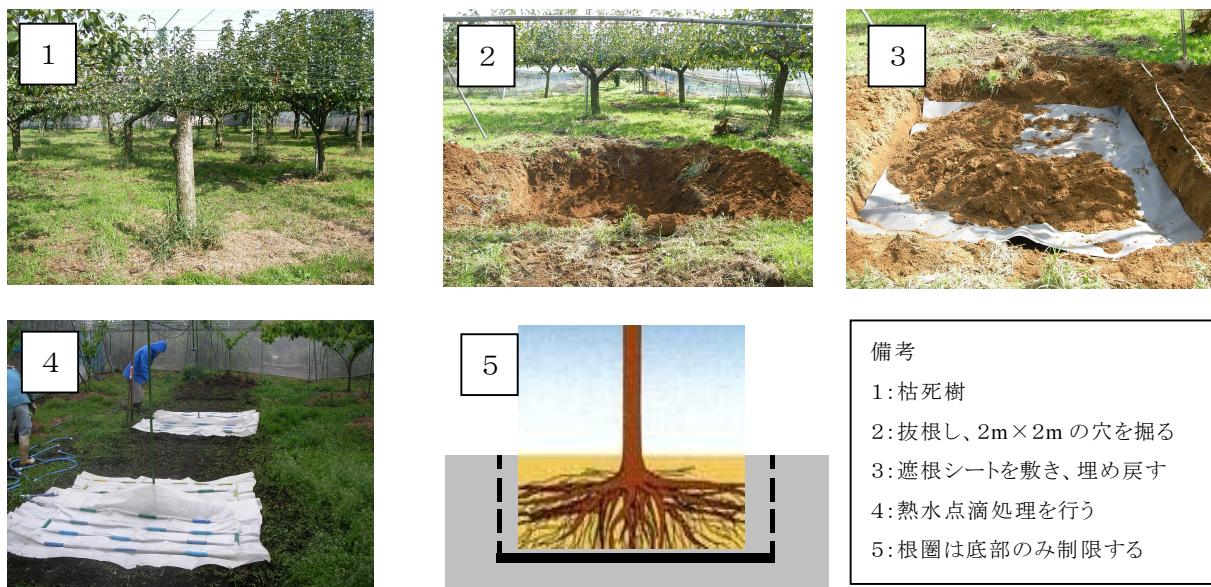 1
2
3
4
5
備考
1:枯死樹
2:抜根し、2m×2m の穴を掘る
3:遮根シートを敷き、埋め戻す
4:熱水点滴処理を行う
5:根圏は底部のみ制限する